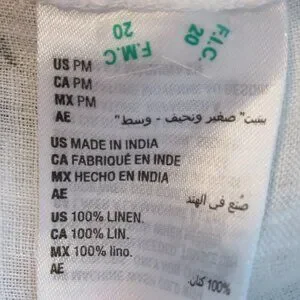 F.M.C
20
F.I.C.
20
US PM
CA PM
MX PM
AE بيتيت" صغير ونحيف - وسط"
US MADE IN INDIA
CA FABRIQUÉ EN INDE
MX HECHO EN INDIA
AE صُنع في الهند
US 100% LINEN.
CA 100% LIN.
MX 100% lino.
AE 100% كتان.